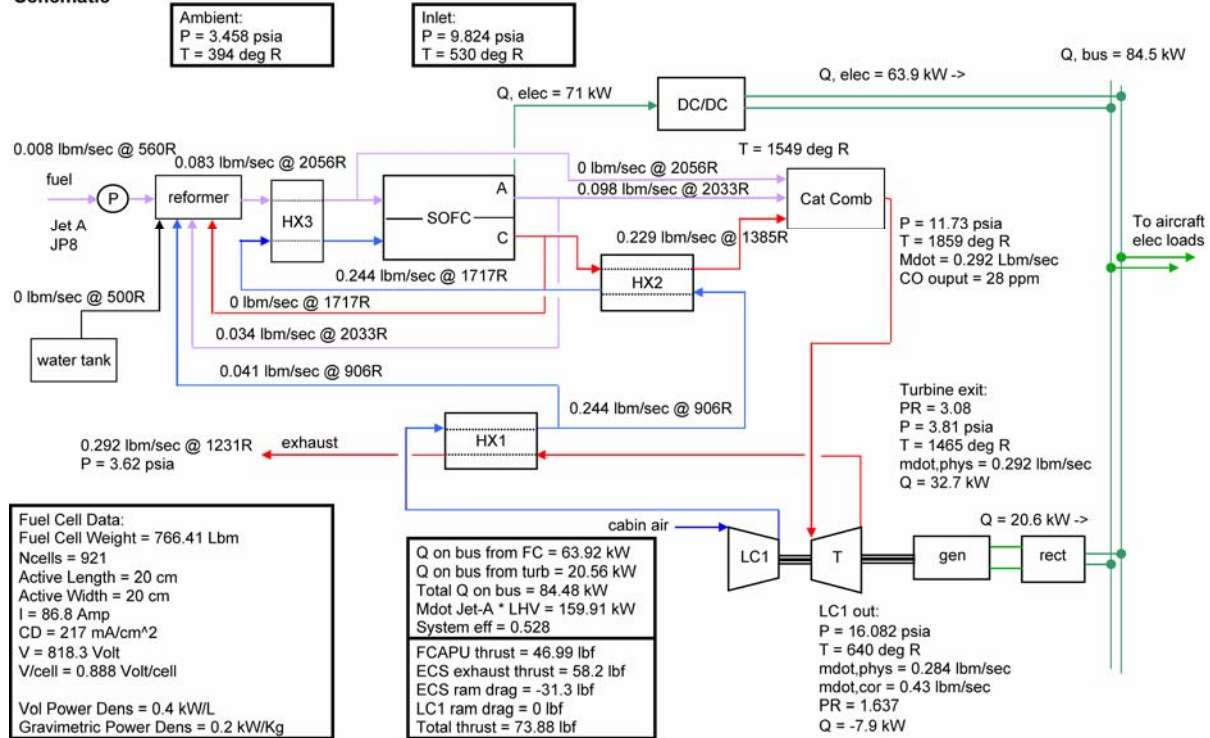 Schematic
Ambient:
P = 3.458 psia
T = 394 deg R
Inlet:
P = 9.824 psia
T = 530 deg R
Q, bus = 84.5 kW
Q, elec = 63.9 kW ->
Q, elec = 71 kW
DC/DC
0.008 lbm/sec @ 560R
0.083 lbm/sec @ 2056R
T = 1549 deg R
0 lbm/sec @ 2056R
0.098 lbm/sec @ 2033R
fuel
P
reformer
HX3
A
SOFC
C
Cat Comb
Jet A
JP8
0.229 lbm/sec @ 1385R
P = 11.73 psia
T = 1859 deg R
Mdot = 0.292 Lbm/sec
CO ouput = 28 ppm
To aircraft
elec loads
0.244 lbm/sec @ 1717R
HX2
0 lbm/sec @ 500R
0 lbm/sec @ 1717R
0.034 lbm/sec @ 2033R
water tank
0.041 lbm/sec @ 906R
0.244 lbm/sec @ 906R
Turbine exit:
PR = 3.08
P = 3.81 psia
T = 1465 deg R
mdot,phys = 0.292 lbm/sec
Q = 32.7 kW
0.292 lbm/sec @ 1231R
P = 3.62 psia
exhaust
HX1
cabin air
LC1
T
gen
rect
Q = 20.6 kW ->
Fuel Cell Data:
Fuel Cell Weight = 766.41 Lbm
Ncells = 921
Active Length = 20 cm
Active Width = 20 cm
I = 86.8 Amp
CD = 217 mA/cm^2
V = 818.3 Volt
V/cell = 0.888 Volt/cell
Vol Power Dens = 0.4 kW/L
Gravimetric Power Dens = 0.2 kW/Kg
Q on bus from FC = 63.92 kW
Q on bus from turb = 20.56 kW
Total Q on bus = 84.48 kW
Mdot Jet-A * LHV = 159.91 kW
System eff = 0.528
FCAPU thrust = 46.99 lbf
ECS exhaust thrust = 58.2 lbf
ECS ram drag = -31.3 lbf
LC1 ram drag = 0 lbf
Total thrust = 73.88 lbf
LC1 out:
P = 16.082 psia
T = 640 deg R
mdot,phys = 0.284 lbm/sec
mdot,cor = 0.43 lbm/sec
PR = 1.637
Q = -7.9 kW